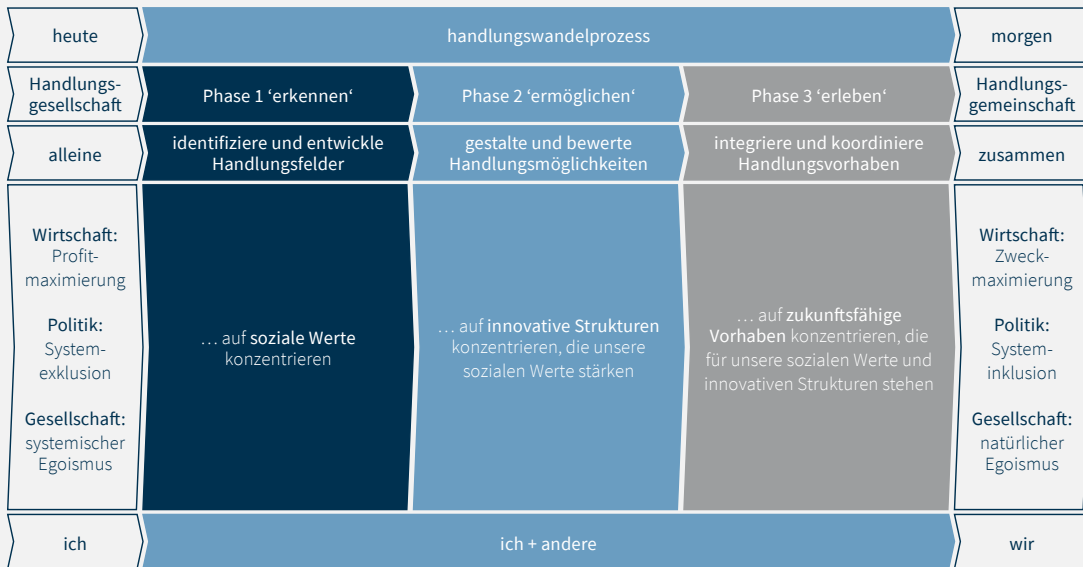 heute
handlungswandelprozess
morgen
Handlungs-
gesellschaft
Phase 1 ‘erkennen‘
Phase 2 ‘ermöglichen‘
Phase 3 ‘erleben‘
Handlungs-
gemeinschaft
alleine
identifiziere und entwickle
Handlungsfelder
gestalte und bewerte
Handlungsmöglichkeiten
integriere und koordiniere
Handlungsvorhaben
zusammen
Wirtschaft:
Profit-
maximierung
Politik:
System-
exklusion
Gesellschaft:
systemischer
Egoismus
… auf soziale Werte
konzentrieren
… auf innovative Strukturen
konzentrieren, die unsere
sozialen Werte stärken
… auf zukunftsfähige
Vorhaben konzentrieren, die
für unsere sozialen Werte und
innovativen Strukturen stehen
Wirtschaft:
Zweck-
maximierung
Politik:
System-
inklusion
Gesellschaft:
natürlicher
Egoismus
ich
ich + andere
wir